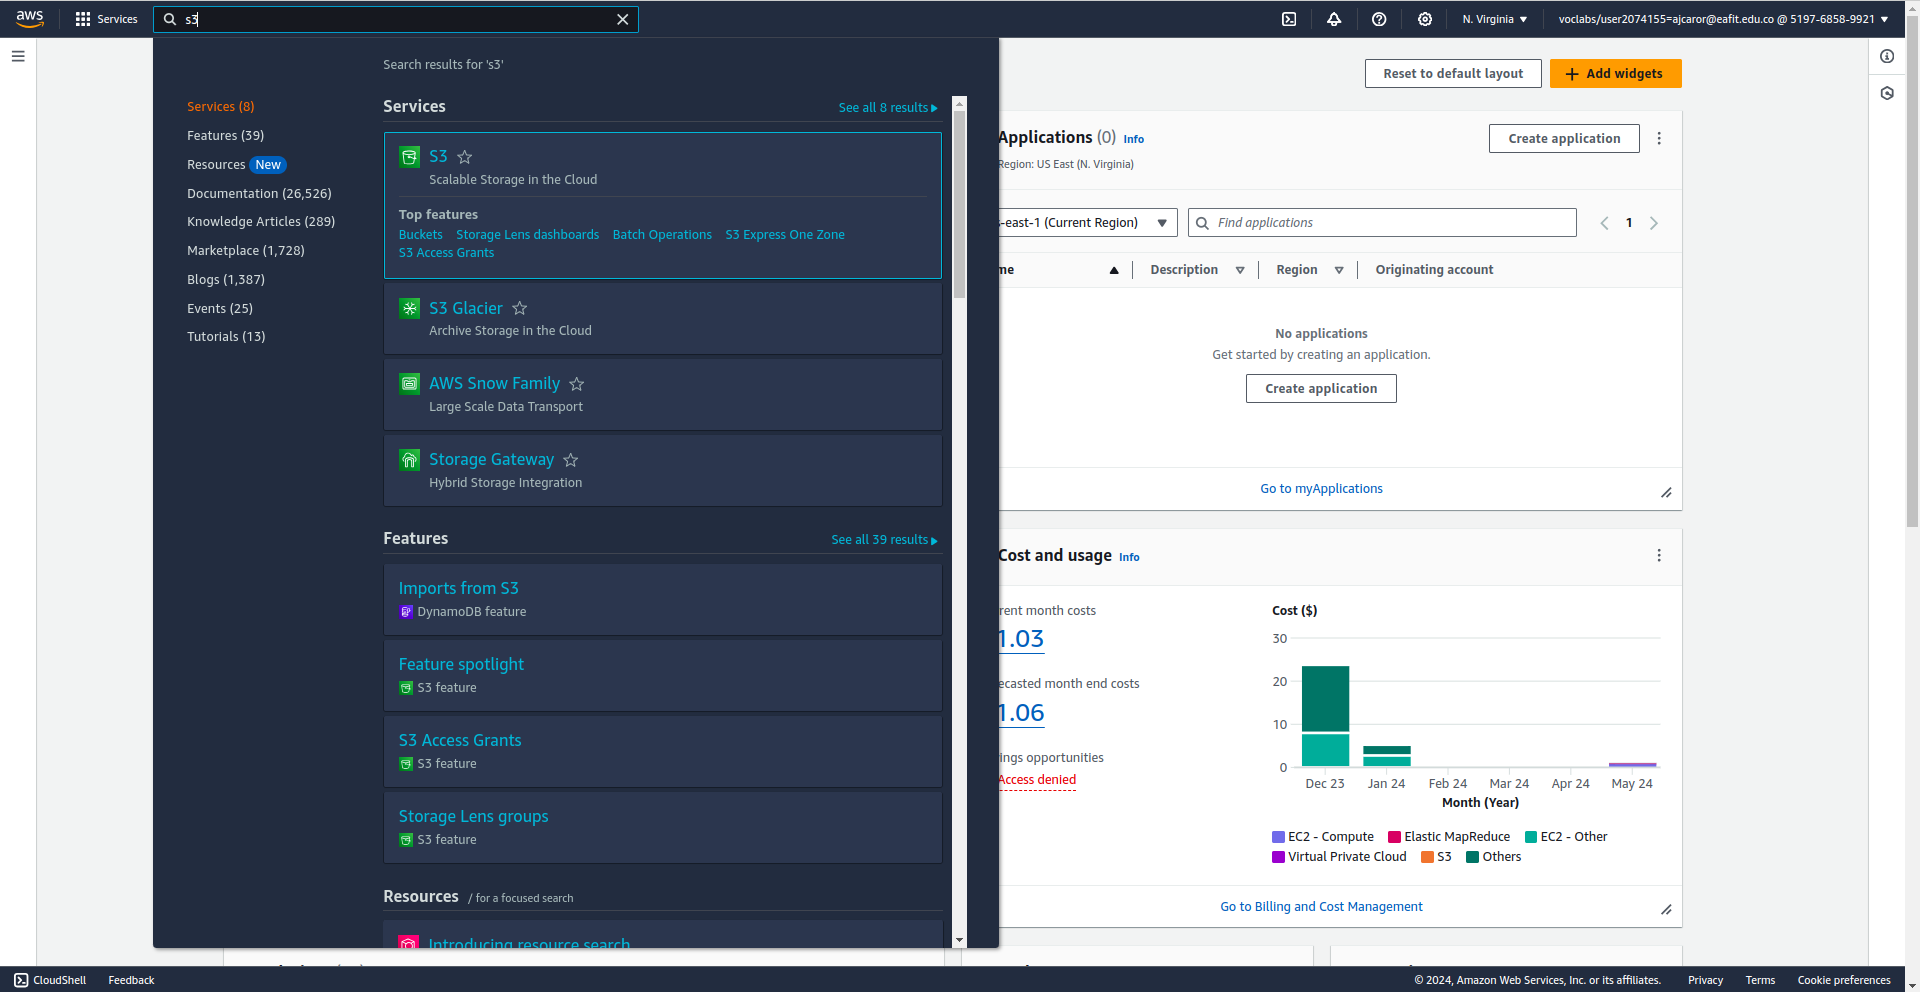 aws
Services
s3
N. Virginia
voclabs/user2074155=ajcaror@eafit.edu.co @ 5197-6858-9921
Search results for 's3'
Services (8)
Features (39)
Resources New
Documentation (26,526)
Knowledge Articles (289)
Marketplace (1,728)
Blogs (1,387)
Events (25)
Tutorials (13)
Services
See all 8 results
S3
Scalable Storage in the Cloud
Top features
Buckets Storage Lens dashboards Batch Operations S3 Express One Zone
S3 Access Grants
S3 Glacier
Archive Storage in the Cloud
AWS Snow Family
Large Scale Data Transport
Storage Gateway
Hybrid Storage Integration
Features
See all 39 results
Imports from S3
DynamoDB feature
Feature spotlight
S3 feature
S3 Access Grants
S3 feature
Storage Lens groups
S3 feature
Resources / for a focused search
Introducing resource search
Reset to default layout
Add widgets
Applications (0) Info
Region: US East (N. Virginia)
Create application
s-east-1 (Current Region)
Find applications
1
me
Description
Region
Originating account
No applications
Get started by creating an application.
Create application
Go to myApplications
Cost and usage Info
rent month costs
1.03
ecasted month end costs
1.06
ings opportunities
Access denied
Cost ($)
30
20
10
0
Dec 23 Jan 24 Feb 24 Mar 24 Apr 24 May 24
Month (Year)
EC2 - Compute Elastic MapReduce EC2 - Other
Virtual Private Cloud S3 Others
Go to Billing and Cost Management
CloudShell Feedback
© 2024, Amazon Web Services, Inc. or its affiliates. Privacy Terms Cookie preferences